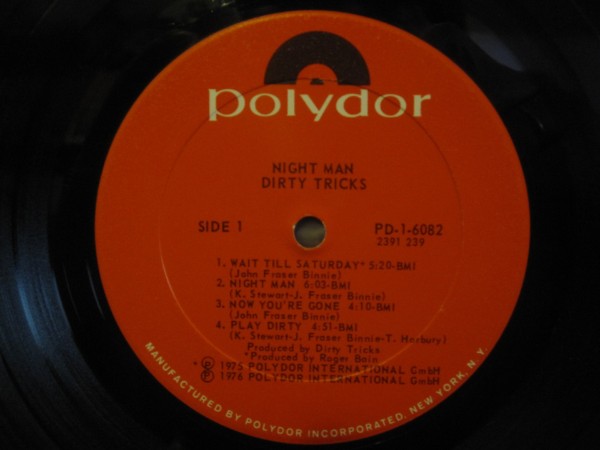 polydor
NIGHT MAN
DIRTY TRICKS
SIDE 1
PD-1-6082
2391 239
1. WAIT TILL SATURDAY* 5:20-BMI
(John Fraser Binnie)
2. NIGHT MAN 6:03-BMI
(K. Stewart-J. Fraser Binnie)
3. NOW YOU'RE GONE 4:10-BMI
(John Fraser Binnie)
4. PLAY DIRTY 4:51-BMI
(K. Stewart-J. Fraser Binnie-T. Horbury)
Produced by Dirty Tricks
*Produced by Roger Bain
* ℗ 1975 POLYDOR INTERNATIONAL GmbH
℗ 1976 POLYDOR INTERNATIONAL GmbH
MANUFACTURED BY POLYDOR INCORPORATED, NEW YORK, N.Y.